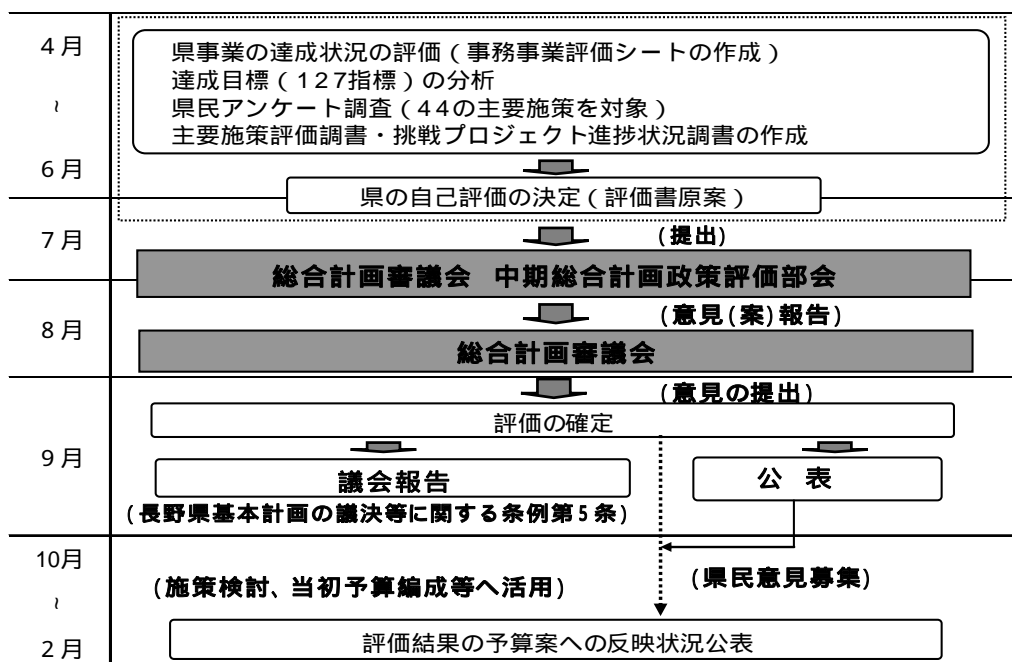 4月
~
6月
県事業の達成状況の評価(事務事業評価シートの作成)
達成目標(127指標)の分析
県民アンケート調査(44の主要施策を対象)
主要施策評価調書・挑戦プロジェクト進捗状況調書の作成
県の自己評価の決定(評価書原案)
7月
(提出)
総合計画審議会 中期総合計画政策評価部会
8月
(意見(案)報告)
総合計画審議会
(意見の提出)
9月
評価の確定
議会報告
公 表
(長野県基本計画の議決等に関する条例第5条)
10月
~
2月
(施策検討、当初予算編成等へ活用)
(県民意見募集)
評価結果の予算案への反映状況公表